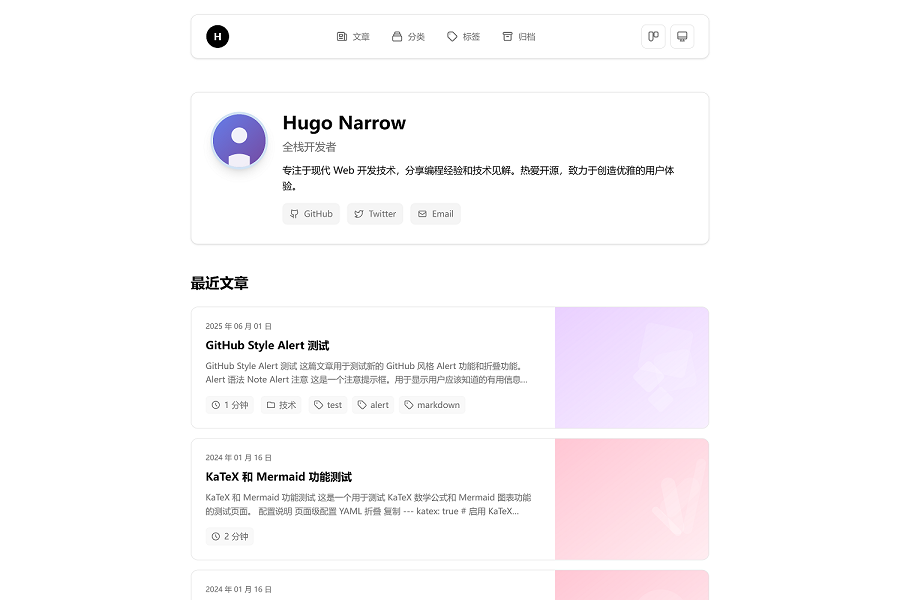 H
文章 分类 标签 归档
Hugo Narrow
全栈开发者
专注于现代 Web 开发技术，分享编程经验和技术见解。热爱开源，致力于创造优雅的用户体
验。
GitHub Twitter Email
最近文章
2025 年 06 月 01 日
GitHub Style Alert 测试
GitHub Style Alert 测试 这篇文章用于测试新的 GitHub 风格 Alert 功能和折叠功能。
Alert 语法 Note Alert 注意 这是一个注意提示框。用于显示用户应该知道的有用信息...
1 分钟 技术 test alert markdown
2024 年 01 月 16 日
KaTeX 和 Mermaid 功能测试
KaTeX 和 Mermaid 功能测试 这是一个用于测试 KaTeX 数学公式和 Mermaid 图表功能
的测试页面。 配置说明 页面级配置 YAML 折叠 复制 --- katex: true # 启用 KaTeX...
2 分钟
2024 年 01 月 16 日